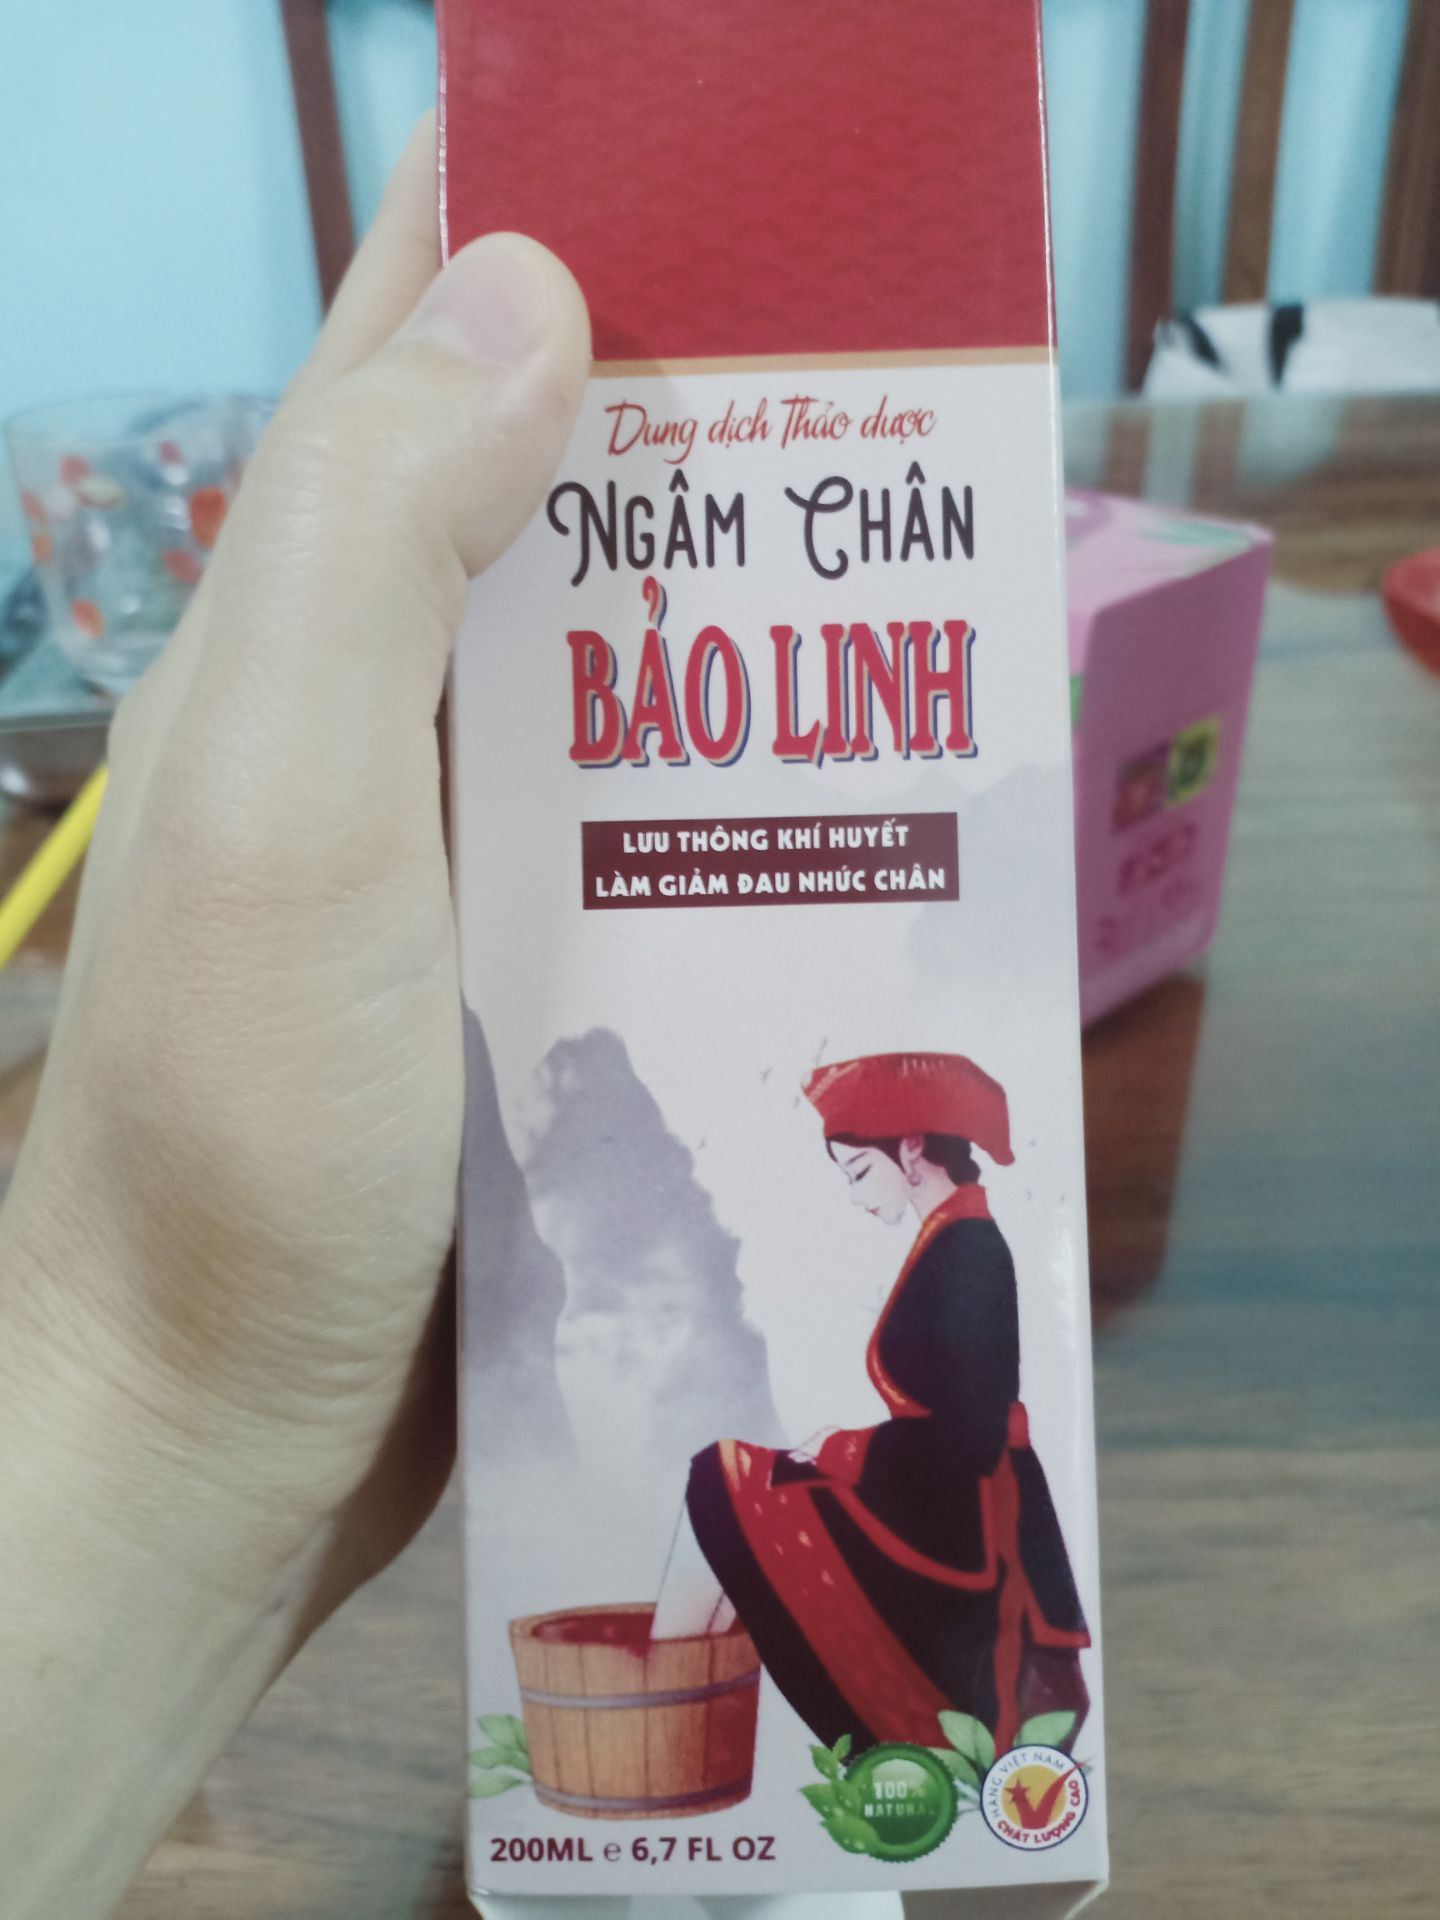 Dung dịch Thảo dược
NGÂM CHÂN
BẢO LINH
LƯU THÔNG KHÍ HUYẾT
LÀM GIẢM ĐAU NHỨC CHÂN
100%
NATURAL
HÀNG VIỆT NAM
CHẤT LƯỢNG CAO
200ML e 6,7 FL OZ